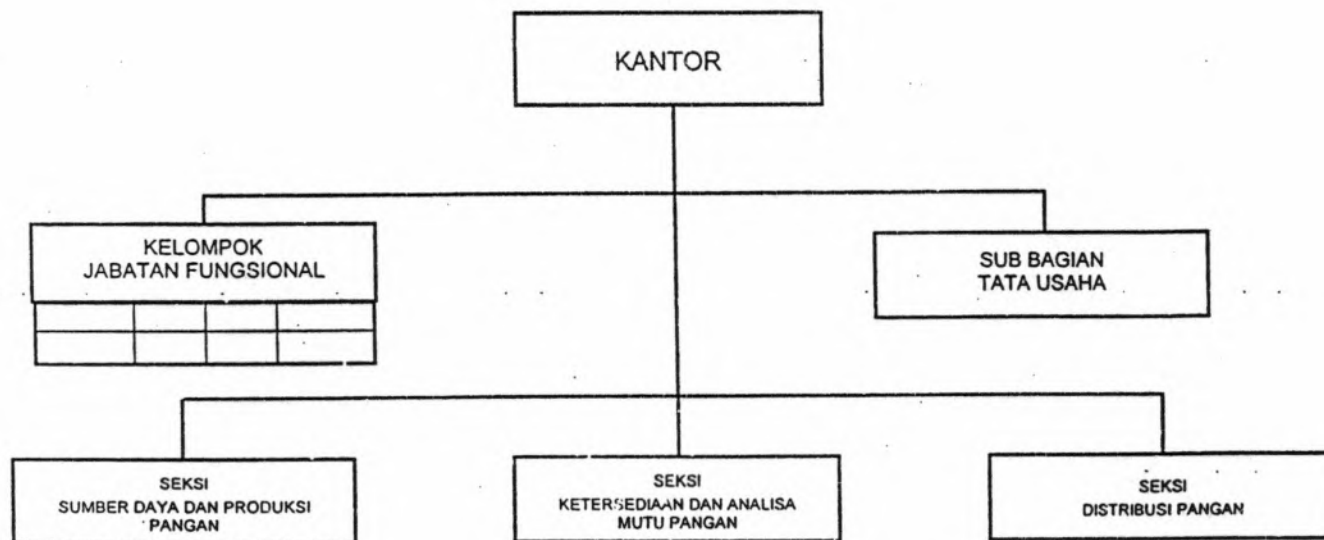 KANTOR
KELOMPOK
JABATAN FUNGSIONAL
SUB BAGIAN
TATA USAHA
SEKSI
SUMBER DAYA DAN PRODUKSI
PANGAN
SEKSI
KETERSEDIAAN DAN ANALISA
MUTU PANGAN
SEKSI
DISTRIBUSI PANGAN